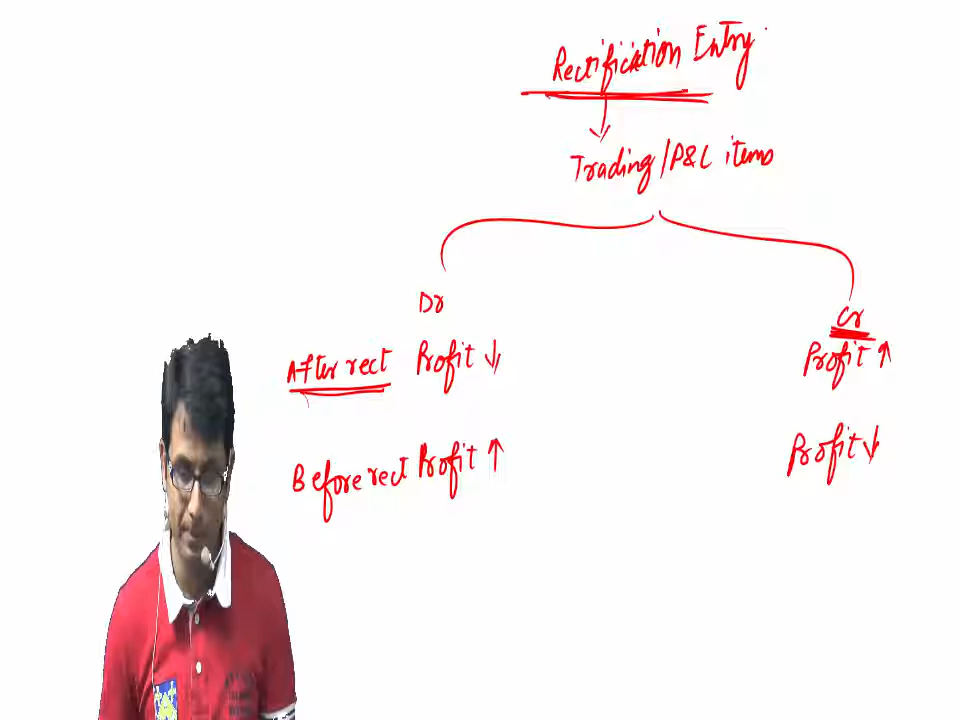 Rectification Entry
Trading/P&L items
Dr
Cr
After rect Profit ↓
Profit ↑
Before rect Profit ↑
Profit ↓